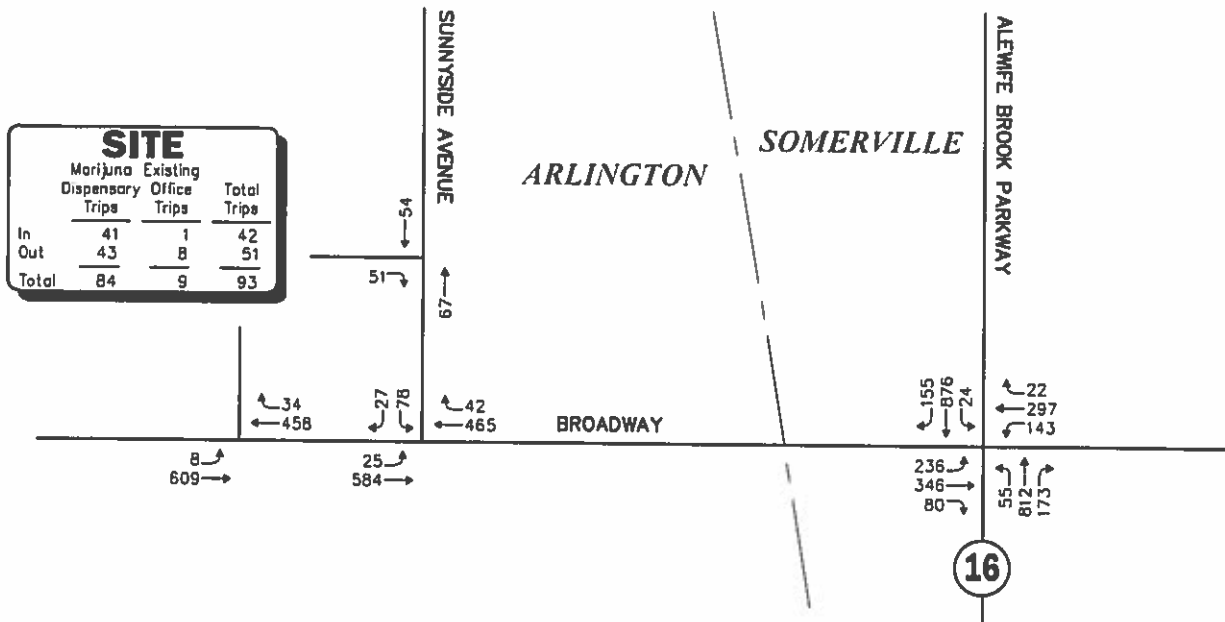 SITE
Marijuna Existing
Dispensary Office Total
Trips Trips Trips
In 41 1 42
Out 43 8 51
Total 84 9 93
SUNNYSIDE AVENUE
ARLINGTON
SOMERVILLE
ALEWIFE BROOK PARKWAY
54
51
67
34
458
27
78
42
465
BROADWAY
155
876
24
22
297
143
8
609
25
584
236
346
80
55
812
173
16